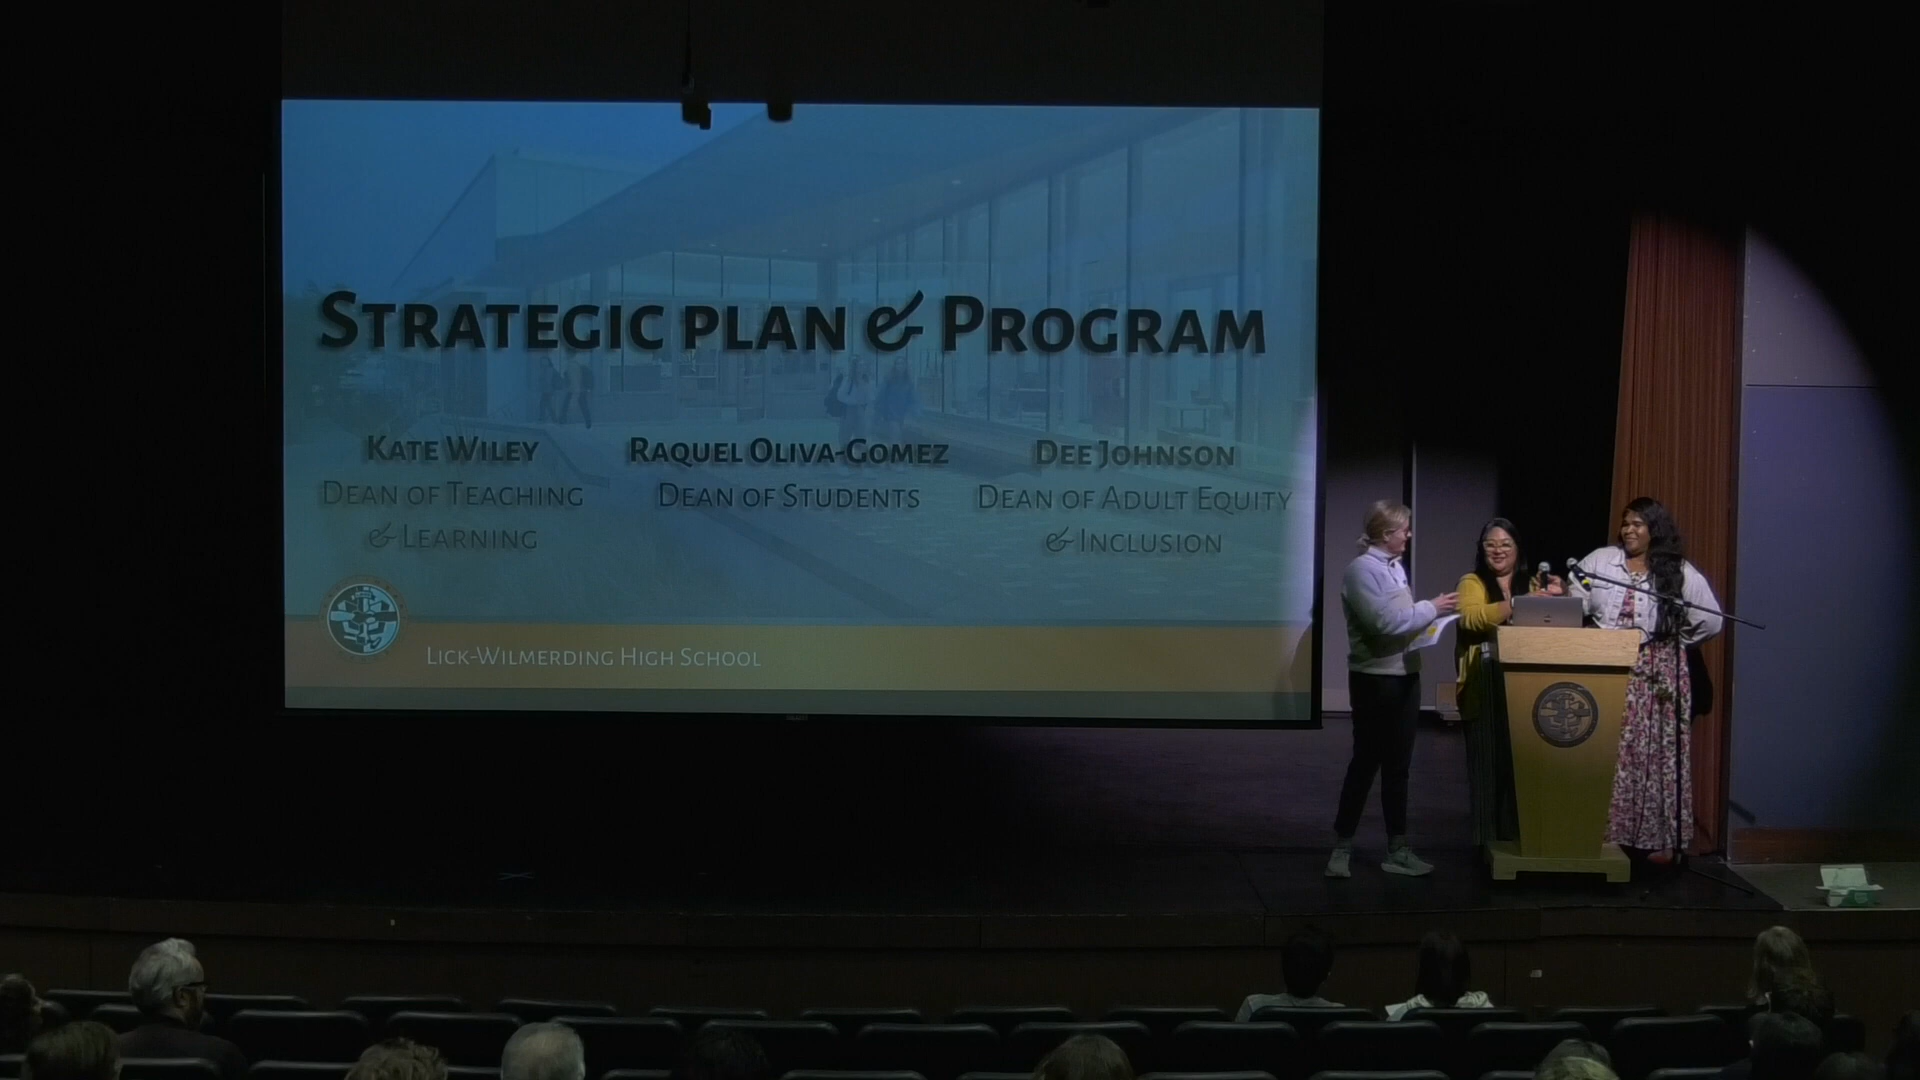 STRATEGIC PLAN & PROGRAM
KATE WILEY
DEAN OF TEACHING
& LEARNING
RAQUEL OLIVA-GOMEZ
DEAN OF STUDENTS
DEE JOHNSON
DEAN OF ADULT EQUITY
& INCLUSION
LICK-WILMERDING HIGH SCHOOL